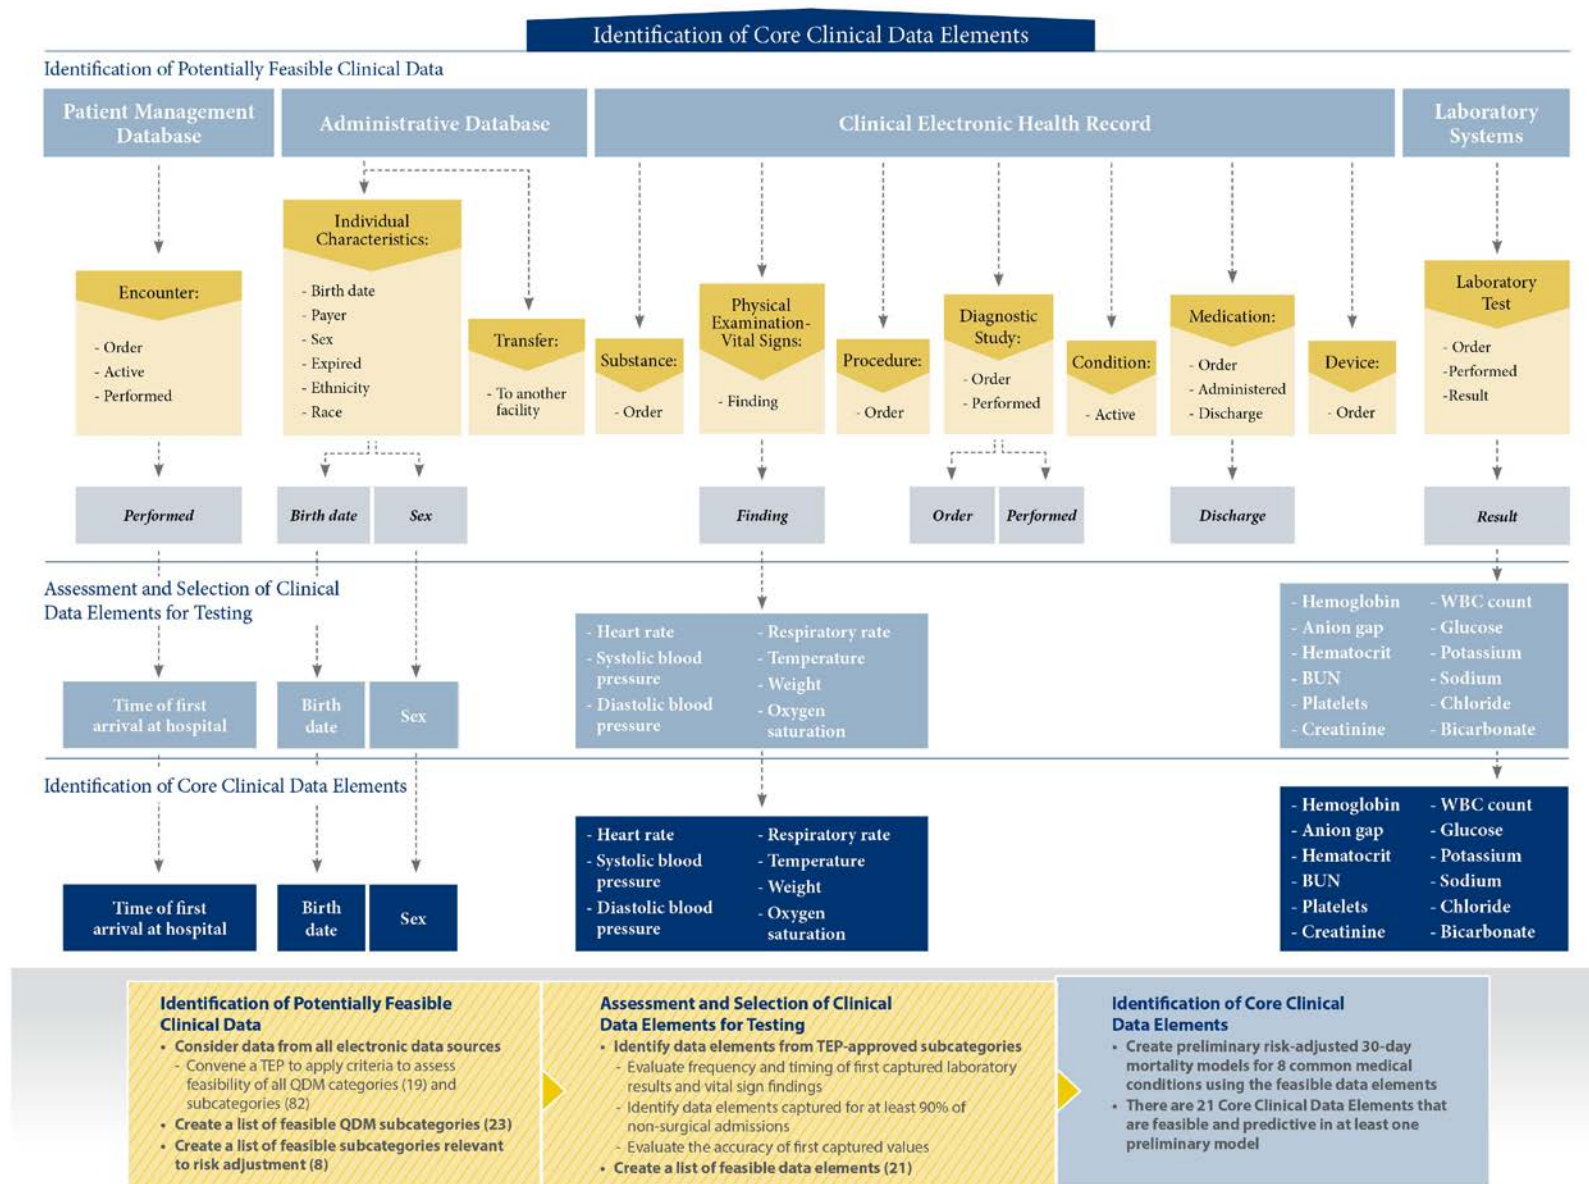 Identification of Core Clinical Data Elements
Identification of Potentially Feasible Clinical Data
Patient Management
Database
Administrative Database
Clinical Electronic Health Record
Laboratory
Systems
Encounter:
- Order
- Active
- Performed
Individual
Characteristics:
- Birth date
- Payer
- Sex
- Expired
- Ethnicity
- Race
Transfer:
- To another
facility
Substance:
- Order
Physical
Examination-
Vital Signs:
- Finding
Procedure:
- Order
Diagnostic
Study:
- Order
- Performed
Condition:
- Active
Medication:
- Order
- Administered
- Discharge
Device:
- Order
Laboratory
Test
- Order
-Performed
-Result
Performed
Birth date
Sex
Finding
Order
Performed
Discharge
Result
Assessment and Selection of Clinical
Data Elements for Testing
Time of first
arrival at hospital
Birth
date
Sex
- Heart rate
- Systolic blood
pressure
- Diastolic blood
pressure
- Respiratory rate
- Temperature
- Weight
- Oxygen
saturation
- Hemoglobin
- Anion gap
- Hematocrit
- BUN
- Platelets
- Creatinine
- WBC count
- Glucose
- Potassium
- Sodium
- Chloride
- Bicarbonate
Identification of Core Clinical Data Elements
Time of first
arrival at hospital
Birth
date
Sex
- Heart rate
- Systolic blood
pressure
- Diastolic blood
pressure
- Respiratory rate
- Temperature
- Weight
- Oxygen
saturation
- Hemoglobin
- Anion gap
- Hematocrit
- BUN
- Platelets
- Creatinine
- WBC count
- Glucose
- Potassium
- Sodium
- Chloride
- Bicarbonate
Identification of Potentially Feasible
Clinical Data
• Consider data from all electronic data sources
- Convene a TEP to apply criteria to assess
feasibility of all QDM categories (19) and
subcategories (82)
• Create a list of feasible QDM subcategories (23)
• Create a list of feasible subcategories relevant
to risk adjustment (8)
Assessment and Selection of Clinical
Data Elements for Testing
• Identify data elements from TEP-approved subcategories
- Evaluate frequency and timing of first captured laboratory
results and vital sign findings
- Identify data elements captured for at least 90% of
non-surgical admissions
- Evaluate the accuracy of first captured values
• Create a list of feasible data elements (21)
Identification of Core Clinical
Data Elements
• Create preliminary risk-adjusted 30-day
mortality models for 8 common medical
conditions using the feasible data elements
• There are 21 Core Clinical Data Elements that
are feasible and predictive in at least one
preliminary model